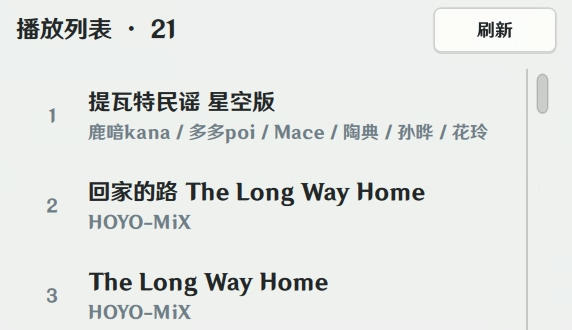 播放列表 · 21
刷新
1
提瓦特民谣 星空版
鹿喑kana / 多多poi / Mace / 陶典 / 孙晔 / 花玲
2
回家的路 The Long Way Home
HOYO-MiX
3
The Long Way Home
HOYO-MiX